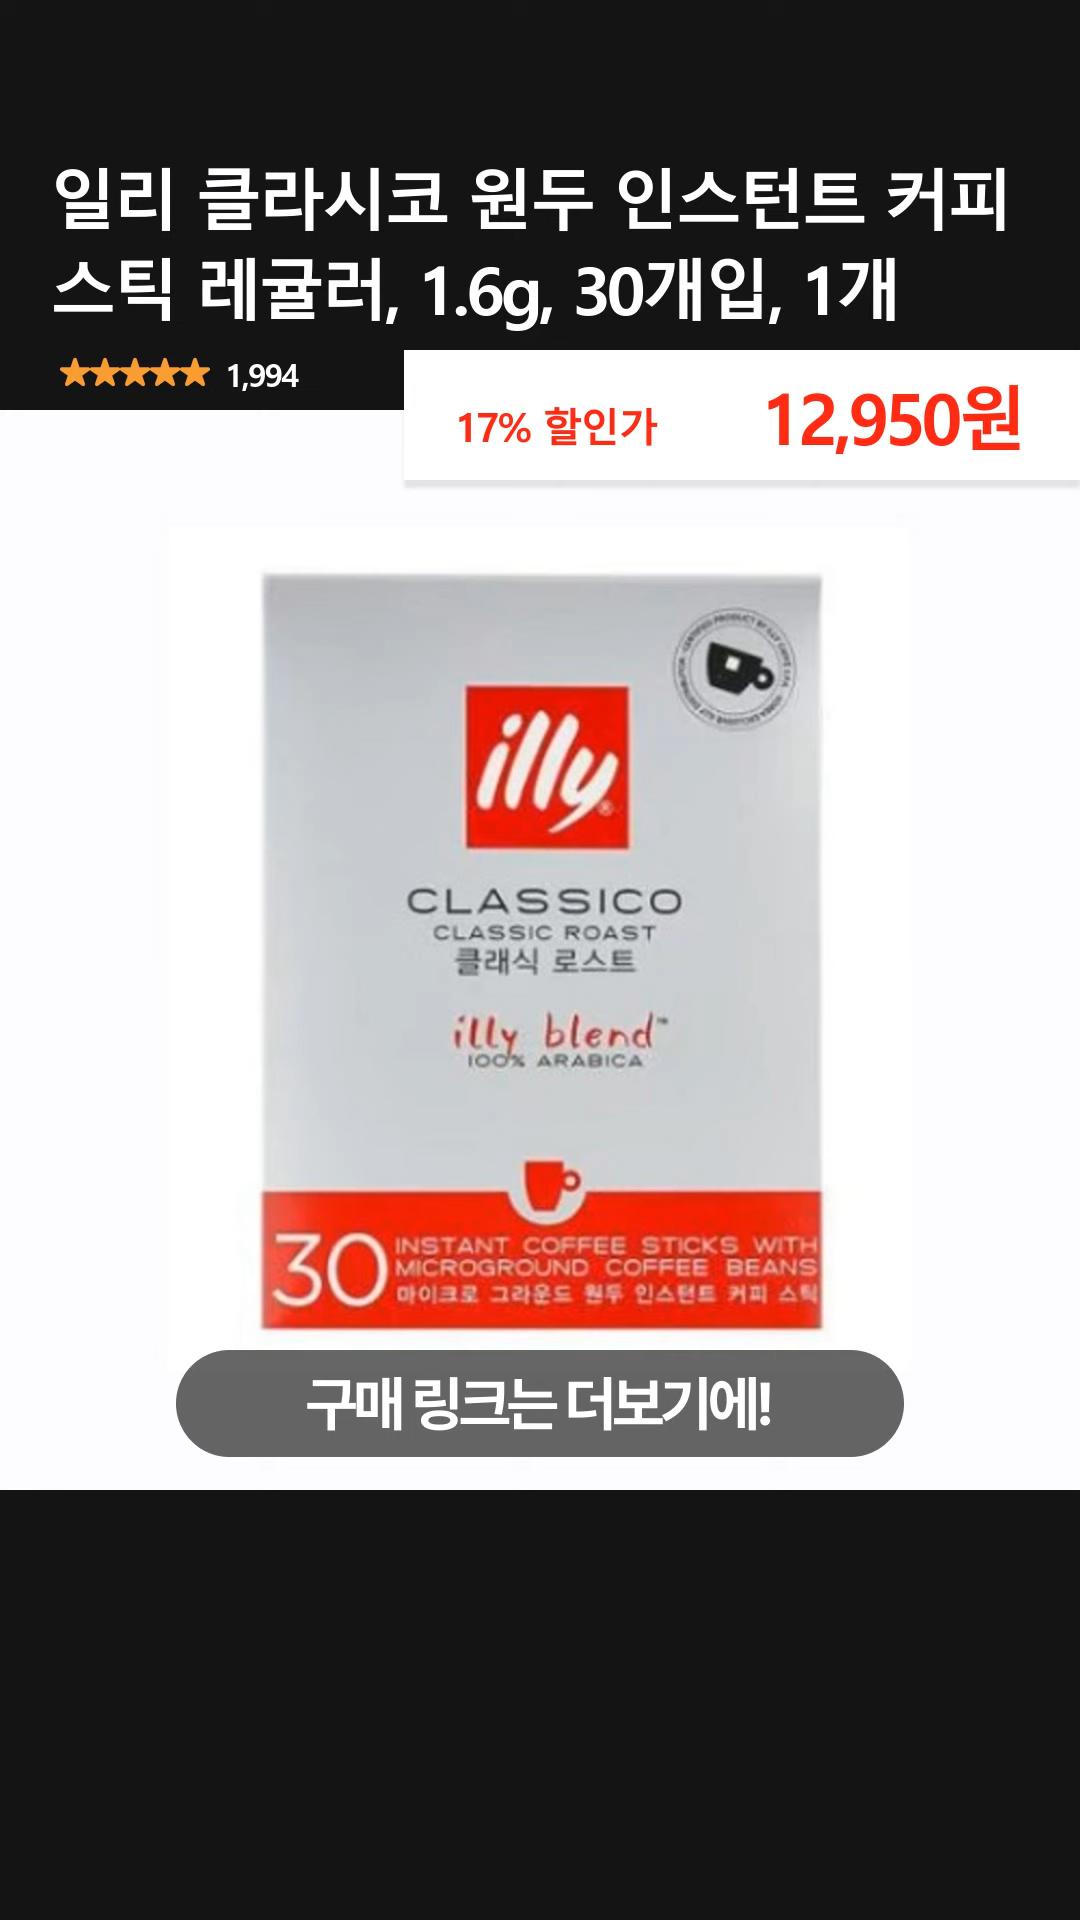 일리 클라시코 원두 인스턴트 커피
스틱 레귤러, 1.6g, 30개입, 1개
★★★★★ 1,994
17% 할인가 12,950원
illy®
CLASSICO
CLASSIC ROAST
클래식 로스트
illy blend™
100% ARABICA
30 INSTANT COFFEE STICKS WITH
MICROGROUND COFFEE BEANS
마이크로 그라운드 원두 인스턴트 커피 스틱
구매 링크는 더보기에!